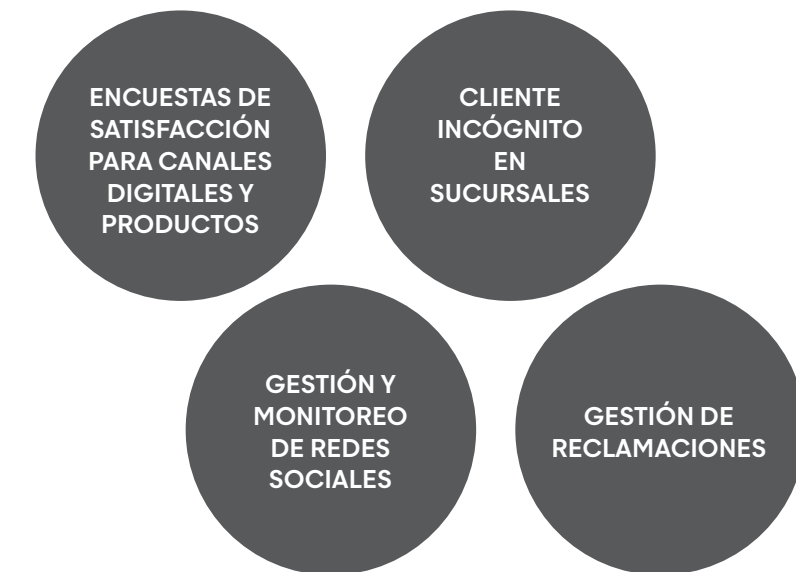 ENCUESTAS DE
SATISFACCIÓN
PARA CANALES
DIGITALES Y
PRODUCTOS
CLIENTE
INCÓGNITO
EN
SUCURSALES
GESTIÓN Y
MONITOREO
DE REDES
SOCIALES
GESTIÓN DE
RECLAMACIONES